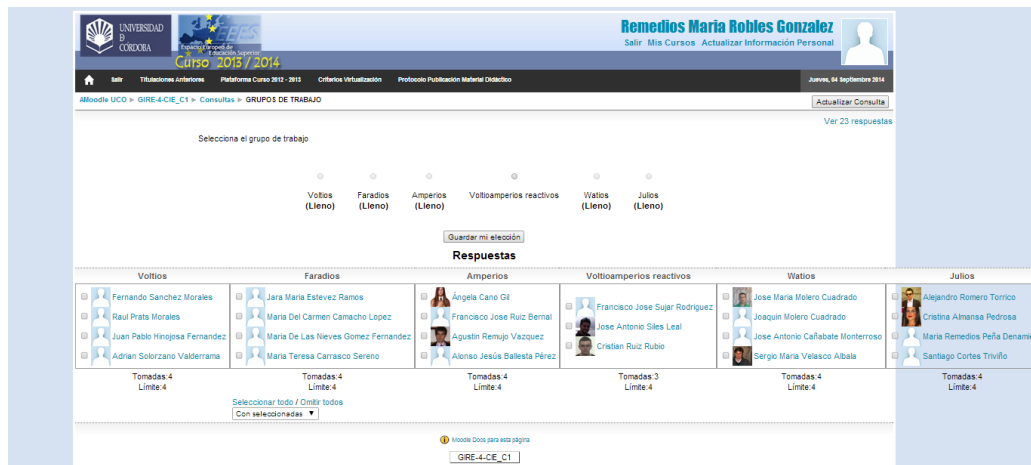 UNIVERSIDAD
D
CÓRDOBA
EEES
Espacio Europeo de
Educación Superior
Curso 2013 / 2014
Remedios Maria Robles Gonzalez
Salir Mis Cursos Actualizar Información Personal
Salir Titulaciones Anteriores Plataforma Curso 2012 - 2013 Criterios Virtualización Protocolo Publicación Material Didáctico Jueves, 04 Septiembre 2014
AMoodle UCO ► GIRE-4-CIE_C1 ► Consultas ► GRUPOS DE TRABAJO Actualizar Consulta
Ver 23 respuestas
Selecciona el grupo de trabajo
Voltios Faradios Amperios Voltioamperios reactivos Watios Julios
(Lleno) (Lleno) (Lleno) (Lleno) (Lleno)
Guardar mi elección
Respuestas
Voltios Faradios Amperios Voltioamperios reactivos Watios Julios
Fernando Sanchez Morales
Raul Prats Morales
Juan Pablo Hinojosa Fernandez
Adrian Solorzano Valderrama
Jara Maria Estevez Ramos
Maria Del Carmen Camacho Lopez
Maria De Las Nieves Gomez Fernandez
Maria Teresa Carrasco Sereno
Ángela Cano Gil
Francisco Jose Ruiz Bernal
Agustin Remujo Vazquez
Alonso Jesús Ballesta Pérez
Francisco Jose Sujar Rodriguez
Jose Antonio Siles Leal
Cristian Ruiz Rubio
Jose Maria Molero Cuadrado
Joaquin Molero Cuadrado
Jose Antonio Cañabate Monterroso
Sergio Maria Velasco Albala
Alejandro Romero Torrico
Cristina Almansa Pedrosa
Maria Remedios Peña Denamie
Santiago Cortes Triviño
Tomadas:4 Tomadas:4 Tomadas:4 Tomadas:3 Tomadas:4 Tomadas:4
Límite:4 Límite:4 Límite:4 Límite:4 Límite:4 Límite:4
Seleccionar todo / Omitir todos
Con seleccionadas
Moodle Docs para esta página
GIRE-4-CIE_C1